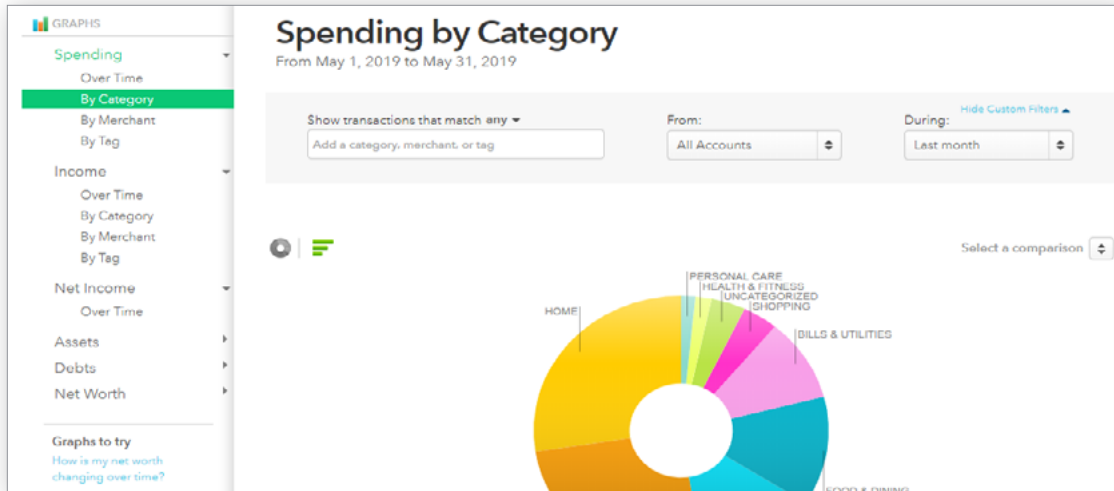 GRAPHS
Spending
Over Time
By Category
By Merchant
By Tag
Income
Over Time
By Category
By Merchant
By Tag
Net Income
Over Time
Assets
Debts
Net Worth
Graphs to try
How is my net worth
changing over time?
Spending by Category
From May 1, 2019 to May 31, 2019
Hide Custom Filters
Show transactions that match any
Add a category, merchant, or tag
From:
All Accounts
During:
Last month
Select a comparison
PERSONAL CARE
HEALTH & FITNESS
UNCATEGORIZED
SHOPPING
HOME
BILLS & UTILITIES
FOOD & DINING